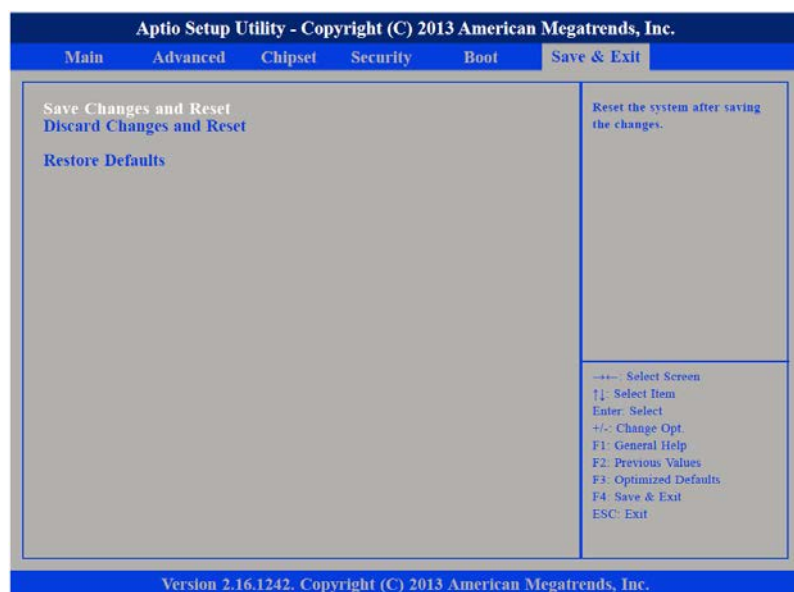 Aptio Setup Utility - Copyright (C) 2013 American Megatrends, Inc.
Main Advanced Chipset Security Boot Save & Exit
Save Changes and Reset
Discard Changes and Reset
Restore Defaults
Reset the system after saving
the changes.
→←: Select Screen
↑↓: Select Item
Enter: Select
+/-: Change Opt.
F1: General Help
F2: Previous Values
F3: Optimized Defaults
F4: Save & Exit
ESC: Exit
Version 2.16.1242. Copyright (C) 2013 American Megatrends, Inc.